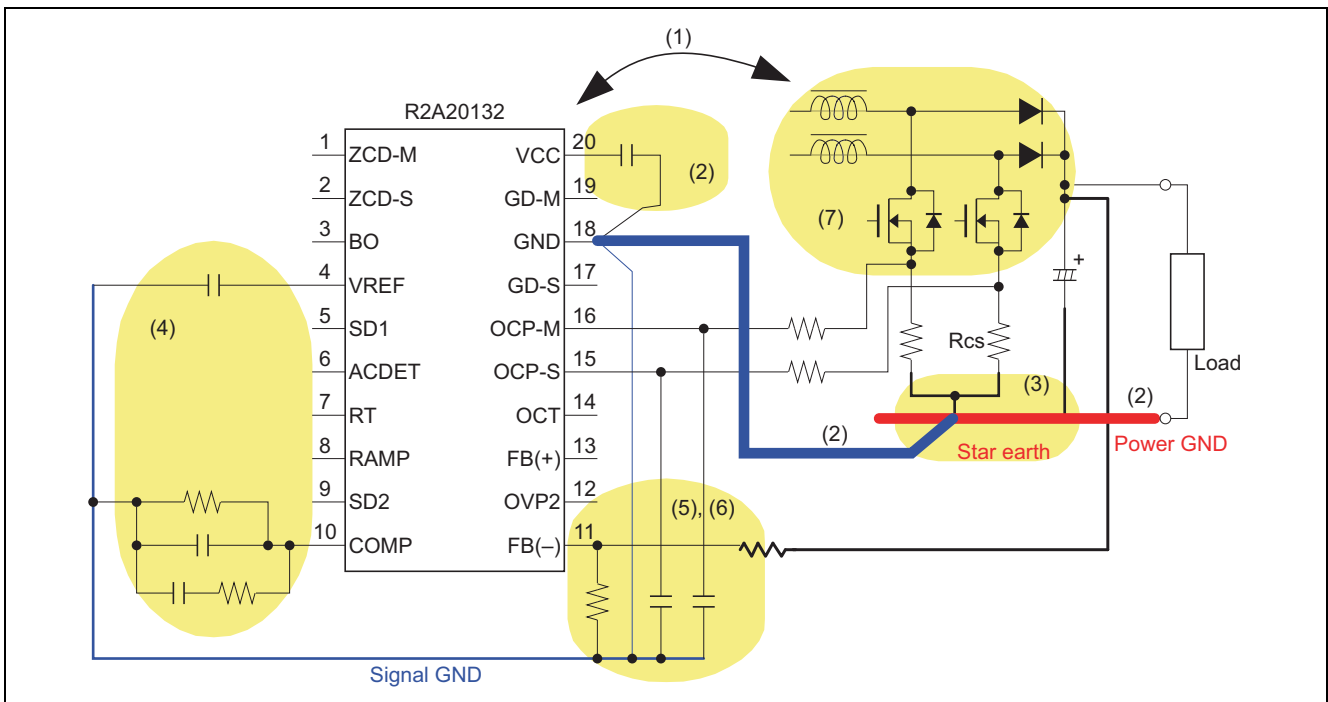 (1)
R2A20132
1 ZCD-M
2 ZCD-S
3 BO
4 VREF
5 SD1
6 ACDET
7 RT
8 RAMP
9 SD2
10 COMP
20 VCC
19 GD-M
18 GND
17 GD-S
16 OCP-M
15 OCP-S
14 OCT
13 FB(+)
12 OVP2
11 FB(–)
(2)
(4)
(7)
+
Rcs
Load
(3)
(2)
(2)
Star earth
Power GND
(5), (6)
Signal GND